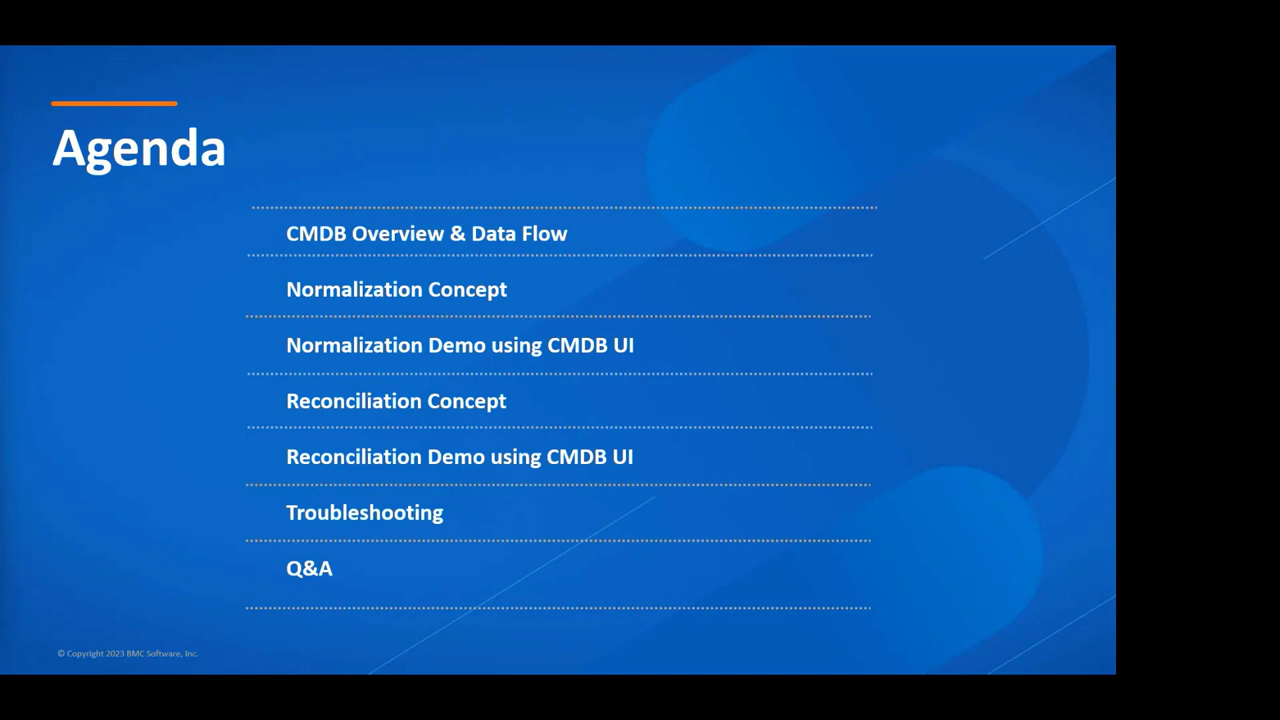 Agenda
CMDB Overview & Data Flow
Normalization Concept
Normalization Demo using CMDB UI
Reconciliation Concept
Reconciliation Demo using CMDB UI
Troubleshooting
Q&A
© Copyright 2023 BMC Software, Inc.